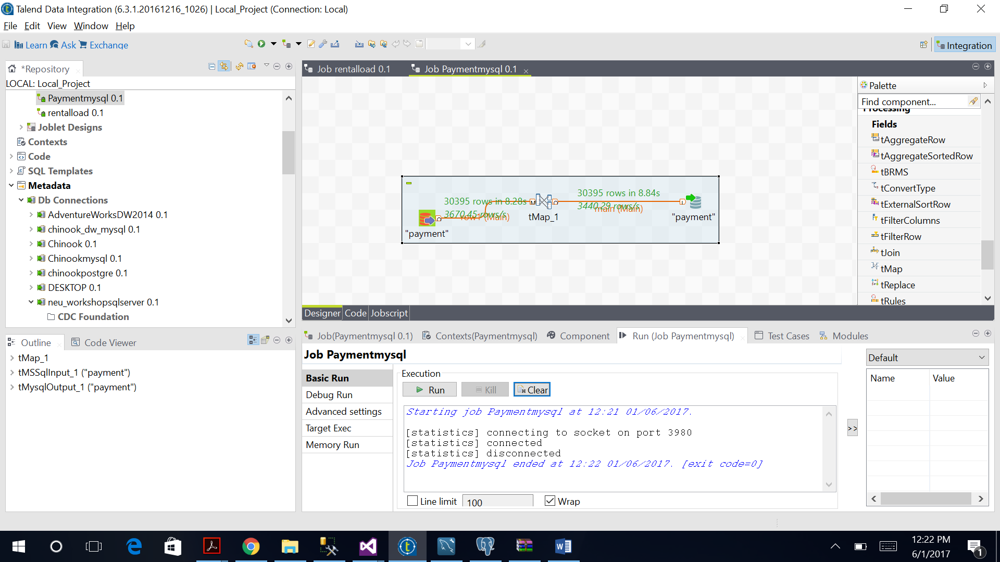 Talend Data Integration (6.3.1.20161216_1026) | Local_Project (Connection: Local)
File Edit View Window Help
Learn Ask Exchange
Integration
*Repository
LOCAL: Local_Project
Paymentmysql 0.1
rentalload 0.1
Joblet Designs
Contexts
Code
SQL Templates
Metadata
Db Connections
AdventureWorksDW2014 0.1
chinook_dw_mysql 0.1
Chinook 0.1
Chinookmysql 0.1
chinookpostgre 0.1
DESKTOP 0.1
neu_workshopsqlserver 0.1
CDC Foundation
Outline Code Viewer
tMap_1
tMSSqlInput_1 ("payment")
tMysqlOutput_1 ("payment")
Job rentalload 0.1 Job Paymentmysql 0.1
30395 rows in 8.28s
3670.45 rows/s
row1 (Main)
"payment"
tMap_1
30395 rows in 8.84s
3440.29 rows/s
main (Main)
"payment"
Palette
Find component...
Processing
Fields
tAggregateRow
tAggregateSortedRow
tBRMS
tConvertType
tExternalSortRow
tFilterColumns
tFilterRow
tJoin
tMap
tReplace
tRules
Designer Code Jobscript
Job(Paymentmysql 0.1) Contexts(Paymentmysql) Component Run (Job Paymentmysql) Test Cases Modules
Job Paymentmysql
Basic Run
Debug Run
Advanced settings
Target Exec
Memory Run
Execution
Run Kill Clear
Starting job Paymentmysql at 12:21 01/06/2017.
[statistics] connecting to socket on port 3980
[statistics] connected
[statistics] disconnected
Job Paymentmysql ended at 12:22 01/06/2017. [exit code=0]
Line limit 100 Wrap
>>
Default
Name Value
12:22 PM
6/1/2017
1